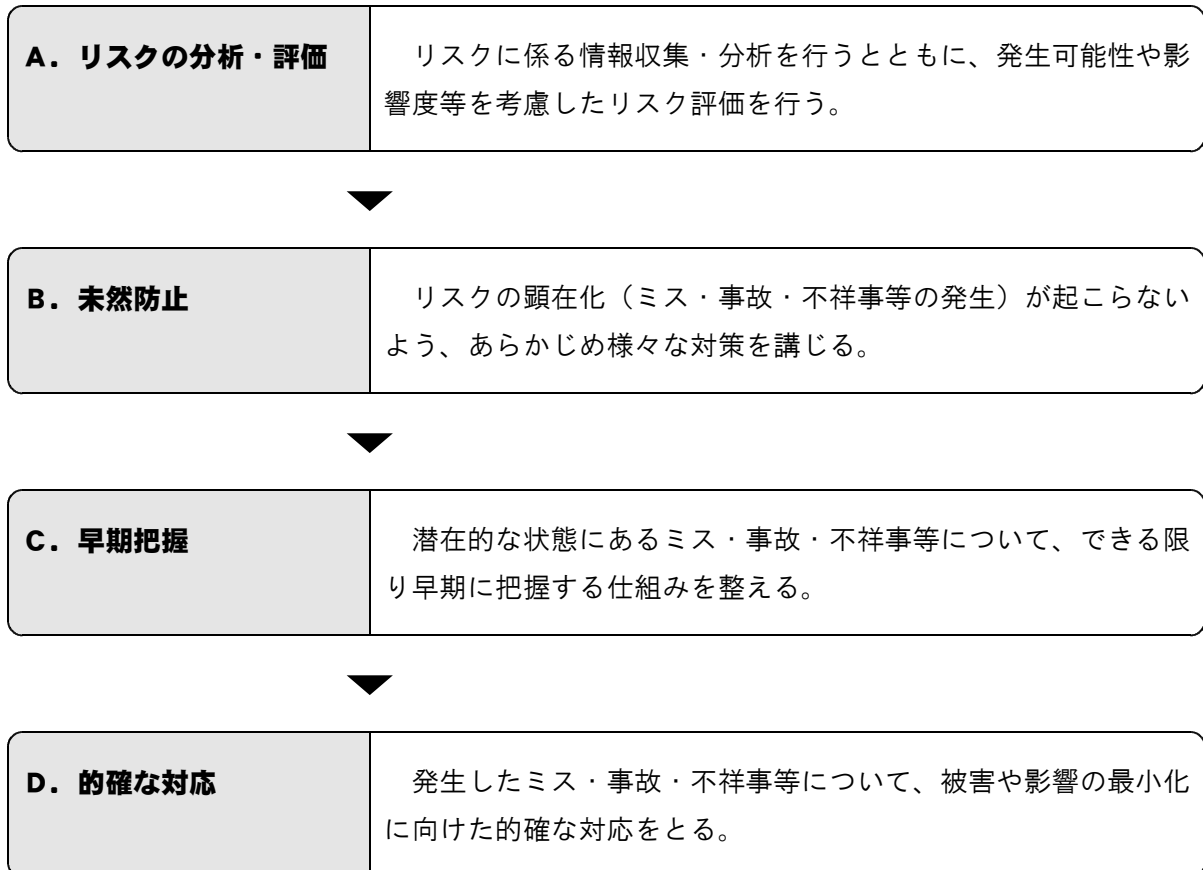 A．リスクの分析・評価
リスクに係る情報収集・分析を行うとともに、発生可能性や影
響度等を考慮したリスク評価を行う。
B．未然防止
リスクの顕在化（ミス・事故・不祥事等の発生）が起こらない
よう、あらかじめ様々な対策を講じる。
C．早期把握
潜在的な状態にあるミス・事故・不祥事等について、できる限
り早期に把握する仕組みを整える。
D．的確な対応
発生したミス・事故・不祥事等について、被害や影響の最小化
に向けた的確な対応をとる。